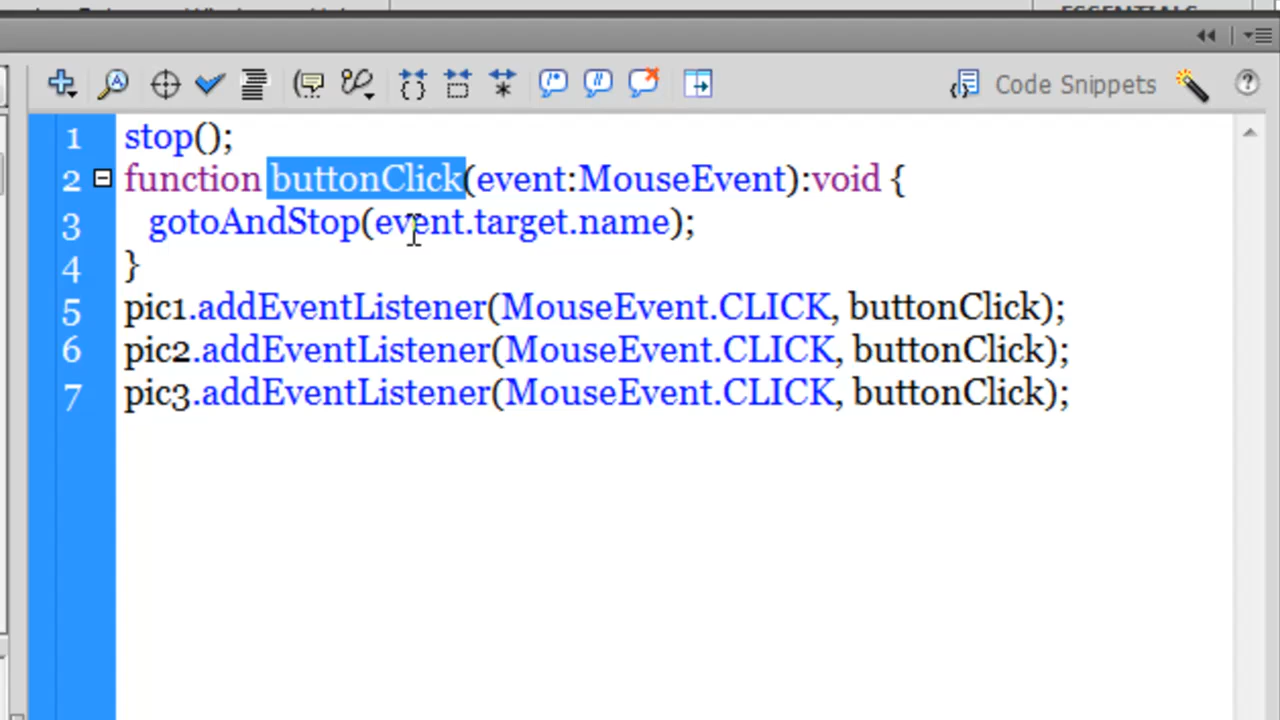 Code Snippets
1 stop();
2 function buttonClick(event:MouseEvent):void {
3 gotoAndStop(event.target.name);
4 }
5 pic1.addEventListener(MouseEvent.CLICK, buttonClick);
6 pic2.addEventListener(MouseEvent.CLICK, buttonClick);
7 pic3.addEventListener(MouseEvent.CLICK, buttonClick);